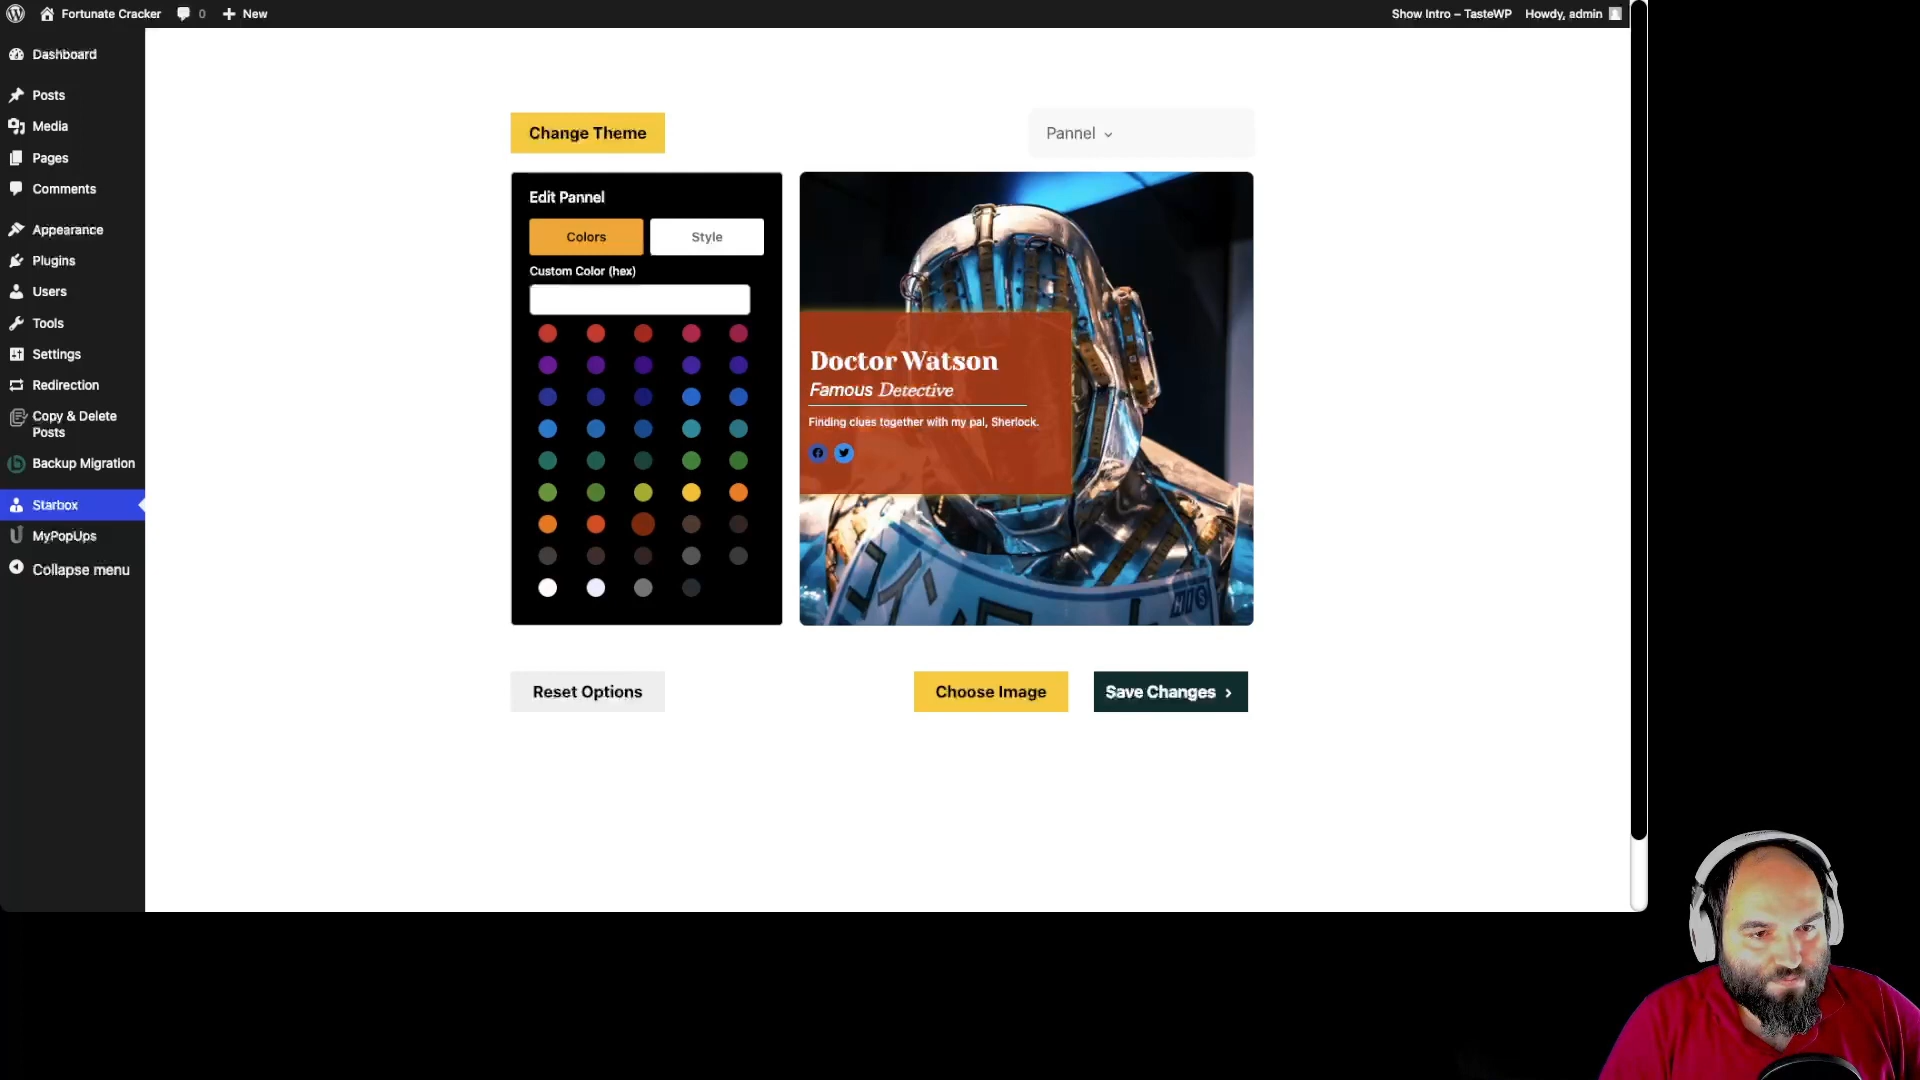 Fortunate Cracker
0
New
Show Intro – TasteWP
Howdy, admin
Dashboard
Posts
Media
Pages
Comments
Appearance
Plugins
Users
Tools
Settings
Redirection
Copy & Delete
Posts
Backup Migration
Starbox
MyPopUps
Collapse menu
Change Theme
Pannel
Edit Pannel
Colors
Style
Custom Color (hex)
Doctor Watson
Famous Detective
Finding clues together with my pal, Sherlock.
HIS
Reset Options
Choose Image
Save Changes